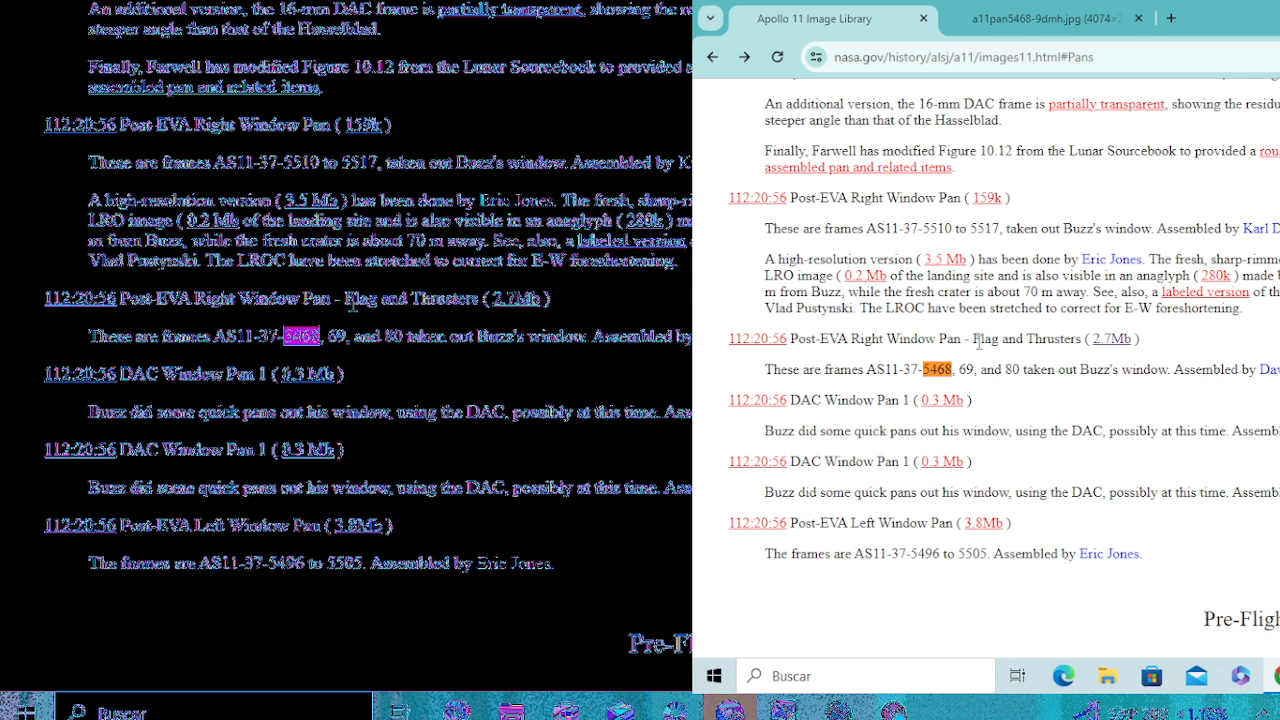 An additional version, the 16-mm DAC frame is partially transparent, showing the re
steeper angle than that of the Hasselblad.
Finally, Farwell has modified Figure 10.12 from the Lunar Sourcebook to provided a
assembled pan and related items.
112:20:56 Post-EVA Right Window Pan ( 159k )
These are frames AS11-37-5510 to 5517, taken out Buzz's window. Assembled by K
A high-resolution version ( 3.5 Mb ) has been done by Eric Jones. The fresh, sharp-r
LRO image ( 0.2 Mb of the landing site and is also visible in an anaglyph ( 280k ) m
m from Buzz, while the fresh crater is about 70 m away. See, also, a labeled version
Vlad Pustynski. The LROC have been stretched to correct for E-W foreshortening.
112:20:56 Post-EVA Right Window Pan - Flag and Thrusters ( 2.7Mb )
These are frames AS11-37-5468, 69, and 80 taken out Buzz's window. Assembled by
112:20:56 DAC Window Pan 1 ( 0.3 Mb )
Buzz did some quick pans out his window, using the DAC, possibly at this time. Ass
112:20:56 DAC Window Pan 1 ( 0.3 Mb )
Buzz did some quick pans out his window, using the DAC, possibly at this time. Ass
112:20:56 Post-EVA Left Window Pan ( 3.8Mb )
The frames are AS11-37-5496 to 5505. Assembled by Eric Jones.
Pre-Fl
Buscar
Apollo 11 Image Library
a11pan5468-9dmh.jpg (4074×2
nasa.gov/history/alsj/a11/images11.html#Pans
An additional version, the 16-mm DAC frame is partially transparent, showing the residu
steeper angle than that of the Hasselblad.
Finally, Farwell has modified Figure 10.12 from the Lunar Sourcebook to provided a rou
assembled pan and related items.
112:20:56 Post-EVA Right Window Pan ( 159k )
These are frames AS11-37-5510 to 5517, taken out Buzz's window. Assembled by Karl D
A high-resolution version ( 3.5 Mb ) has been done by Eric Jones. The fresh, sharp-rimme
LRO image ( 0.2 Mb of the landing site and is also visible in an anaglyph ( 280k ) made b
m from Buzz, while the fresh crater is about 70 m away. See, also, a labeled version of
Vlad Pustynski. The LROC have been stretched to correct for E-W foreshortening.
112:20:56 Post-EVA Right Window Pan - Flag and Thrusters ( 2.7Mb )
These are frames AS11-37-5468, 69, and 80 taken out Buzz's window. Assembled by Dav
112:20:56 DAC Window Pan 1 ( 0.3 Mb )
Buzz did some quick pans out his window, using the DAC, possibly at this time. Assembl
112:20:56 DAC Window Pan 1 ( 0.3 Mb )
Buzz did some quick pans out his window, using the DAC, possibly at this time. Assembl
112:20:56 Post-EVA Left Window Pan ( 3.8Mb )
The frames are AS11-37-5496 to 5505. Assembled by Eric Jones.
Pre-Fligh
Buscar